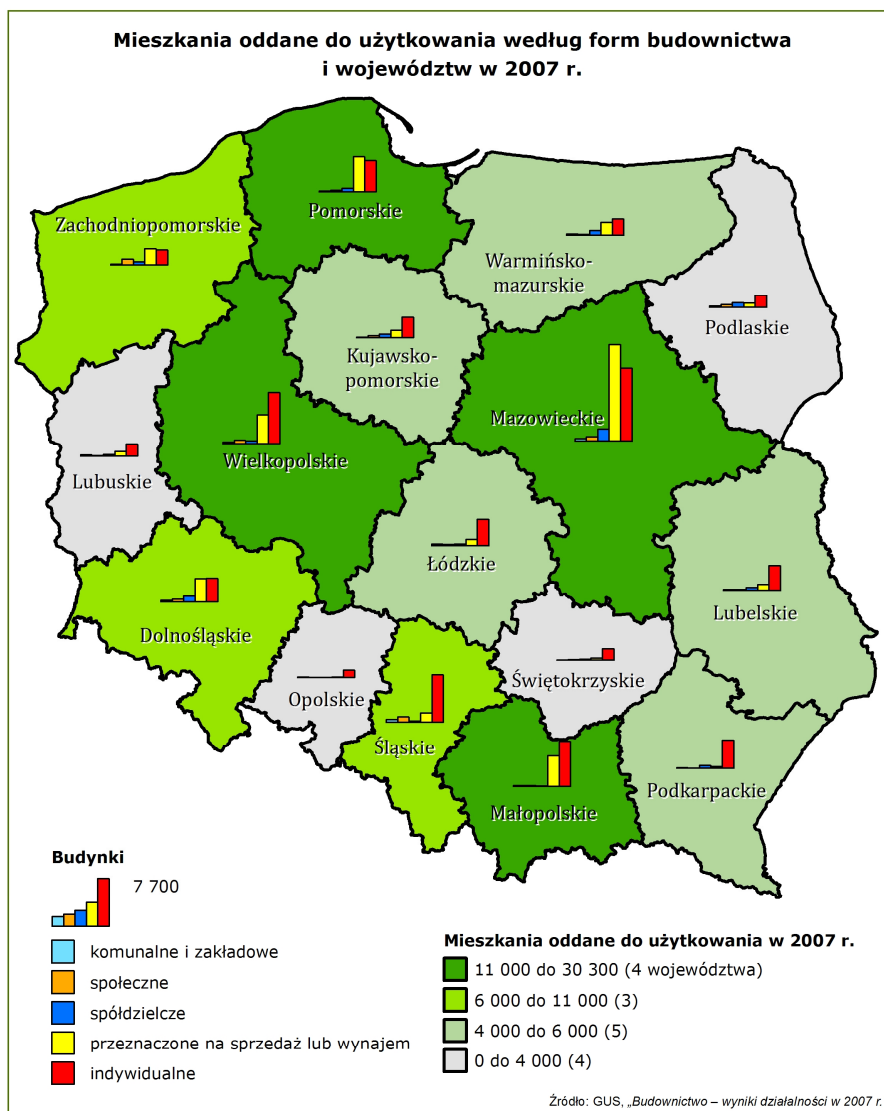 Mieszkania oddane do użytkowania według form budownictwa
i województw w 2007 r.
Zachodniopomorskie
Pomorskie
Warmińsko-
mazurskie
Podlaskie
Kujawsko-
pomorskie
Mazowieckie
Wielkopolskie
Lubuskie
Łódzkie
Lubelskie
Dolnośląskie
Opolskie
Świętokrzyskie
Śląskie
Małopolskie
Podkarpackie
Budynki
7 700
komunalne i zakładowe
społeczne
spółdzielcze
przeznaczone na sprzedaż lub wynajem
indywidualne
Mieszkania oddane do użytkowania w 2007 r.
11 000 do 30 300 (4 województwa)
6 000 do 11 000 (3)
4 000 do 6 000 (5)
0 do 4 000 (4)
Źródło: GUS, „Budownictwo – wyniki działalności w 2007 r.